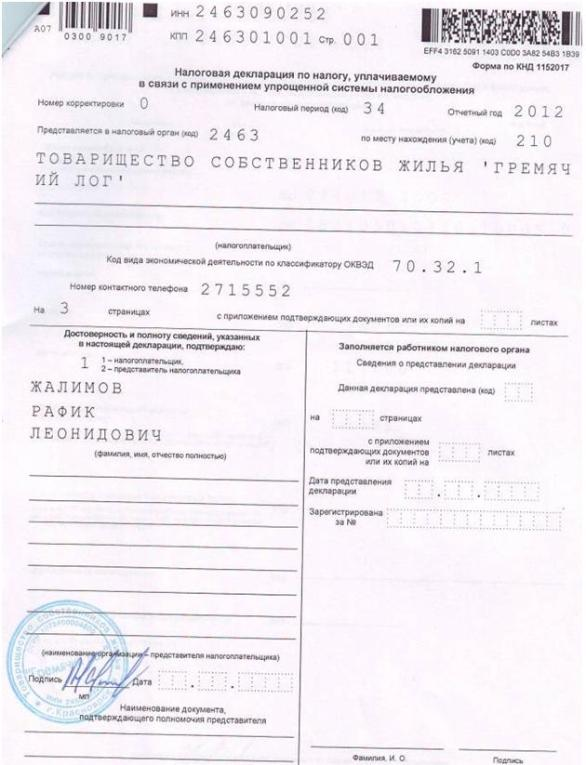 ИНН 2463090252
КПП 246301001 Стр. 001
А07
0300 9017
EFF4 3162 5091 1403 C0D0 3A82 54B3 1B39
Форма по КНД 1152017
Налоговая декларация по налогу, уплачиваемому
в связи с применением упрощенной системы налогообложения
Номер корректировки 0 Налоговый период (код) 34 Отчетный год 2012
Представляется в налоговый орган (код) 2463 по месту нахождения (учета) (код) 210
ТОВАРИЩЕСТВО СОБСТВЕННИКОВ ЖИЛЬЯ 'ГРЕМЯЧ
ИЙ ЛОГ'
(налогоплательщик)
Код вида экономической деятельности по классификатору ОКВЭД 70.32.1
Номер контактного телефона 2715552
На 3 страницах с приложением подтверждающих документов или их копий на листах
Достоверность и полноту сведений, указанных
в настоящей декларации, подтверждаю:
1 1 – налогоплательщик,
2 – представитель налогоплательщика
ЖАЛИМОВ
РАФИК
ЛЕОНИДОВИЧ
(фамилия, имя, отчество полностью)
(наименование организации – представителя налогоплательщика)
Подпись Дата
МП
Наименование документа,
подтверждающего полномочия представителя
Заполняется работником налогового органа
Сведения о представлении декларации
Данная декларация представлена (код)
на страницах
с приложением
подтверждающих документов
или их копий на листах
Дата представления
декларации
Зарегистрирована
за №
Фамилия, И. О. Подпись
Товарищество собственников
г.Красноярск